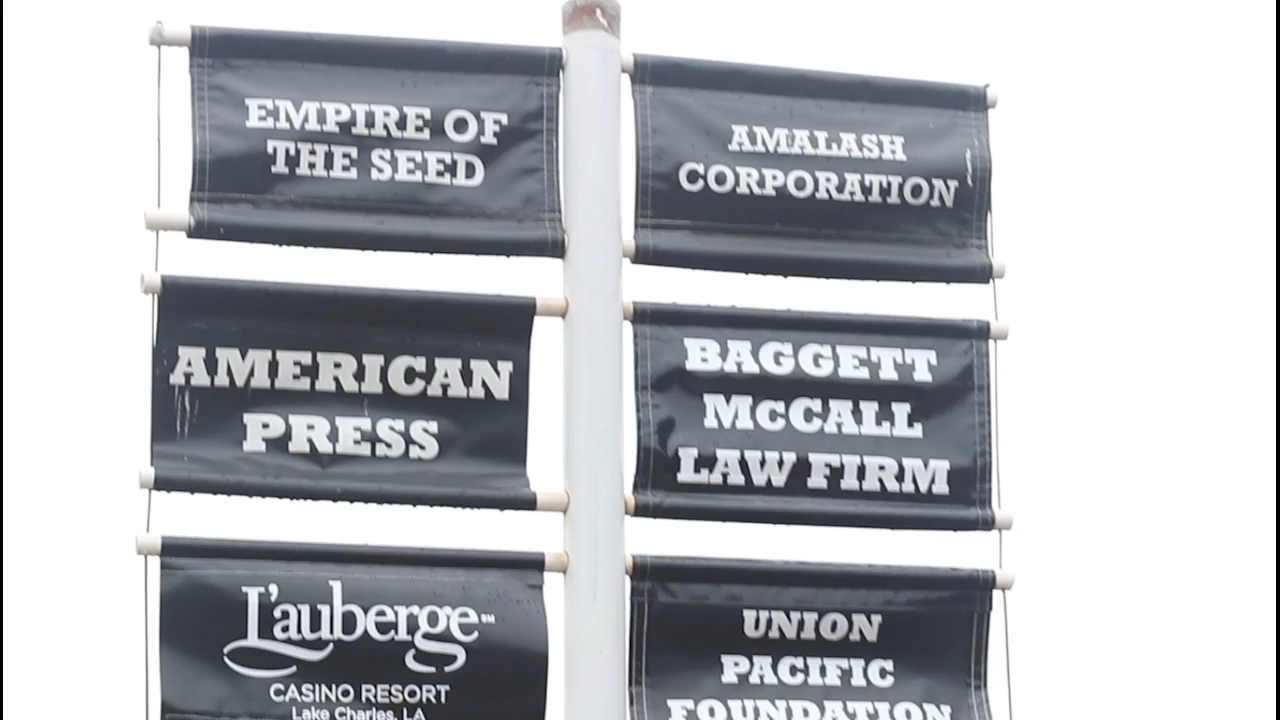 EMPIRE OF
THE SEED
AMALASH
CORPORATION
AMERICAN
PRESS
BAGGETT
McCALL
LAW FIRM
L'auberge SM
CASINO RESORT
Lake Charles, LA
UNION
PACIFIC
FOUNDATION